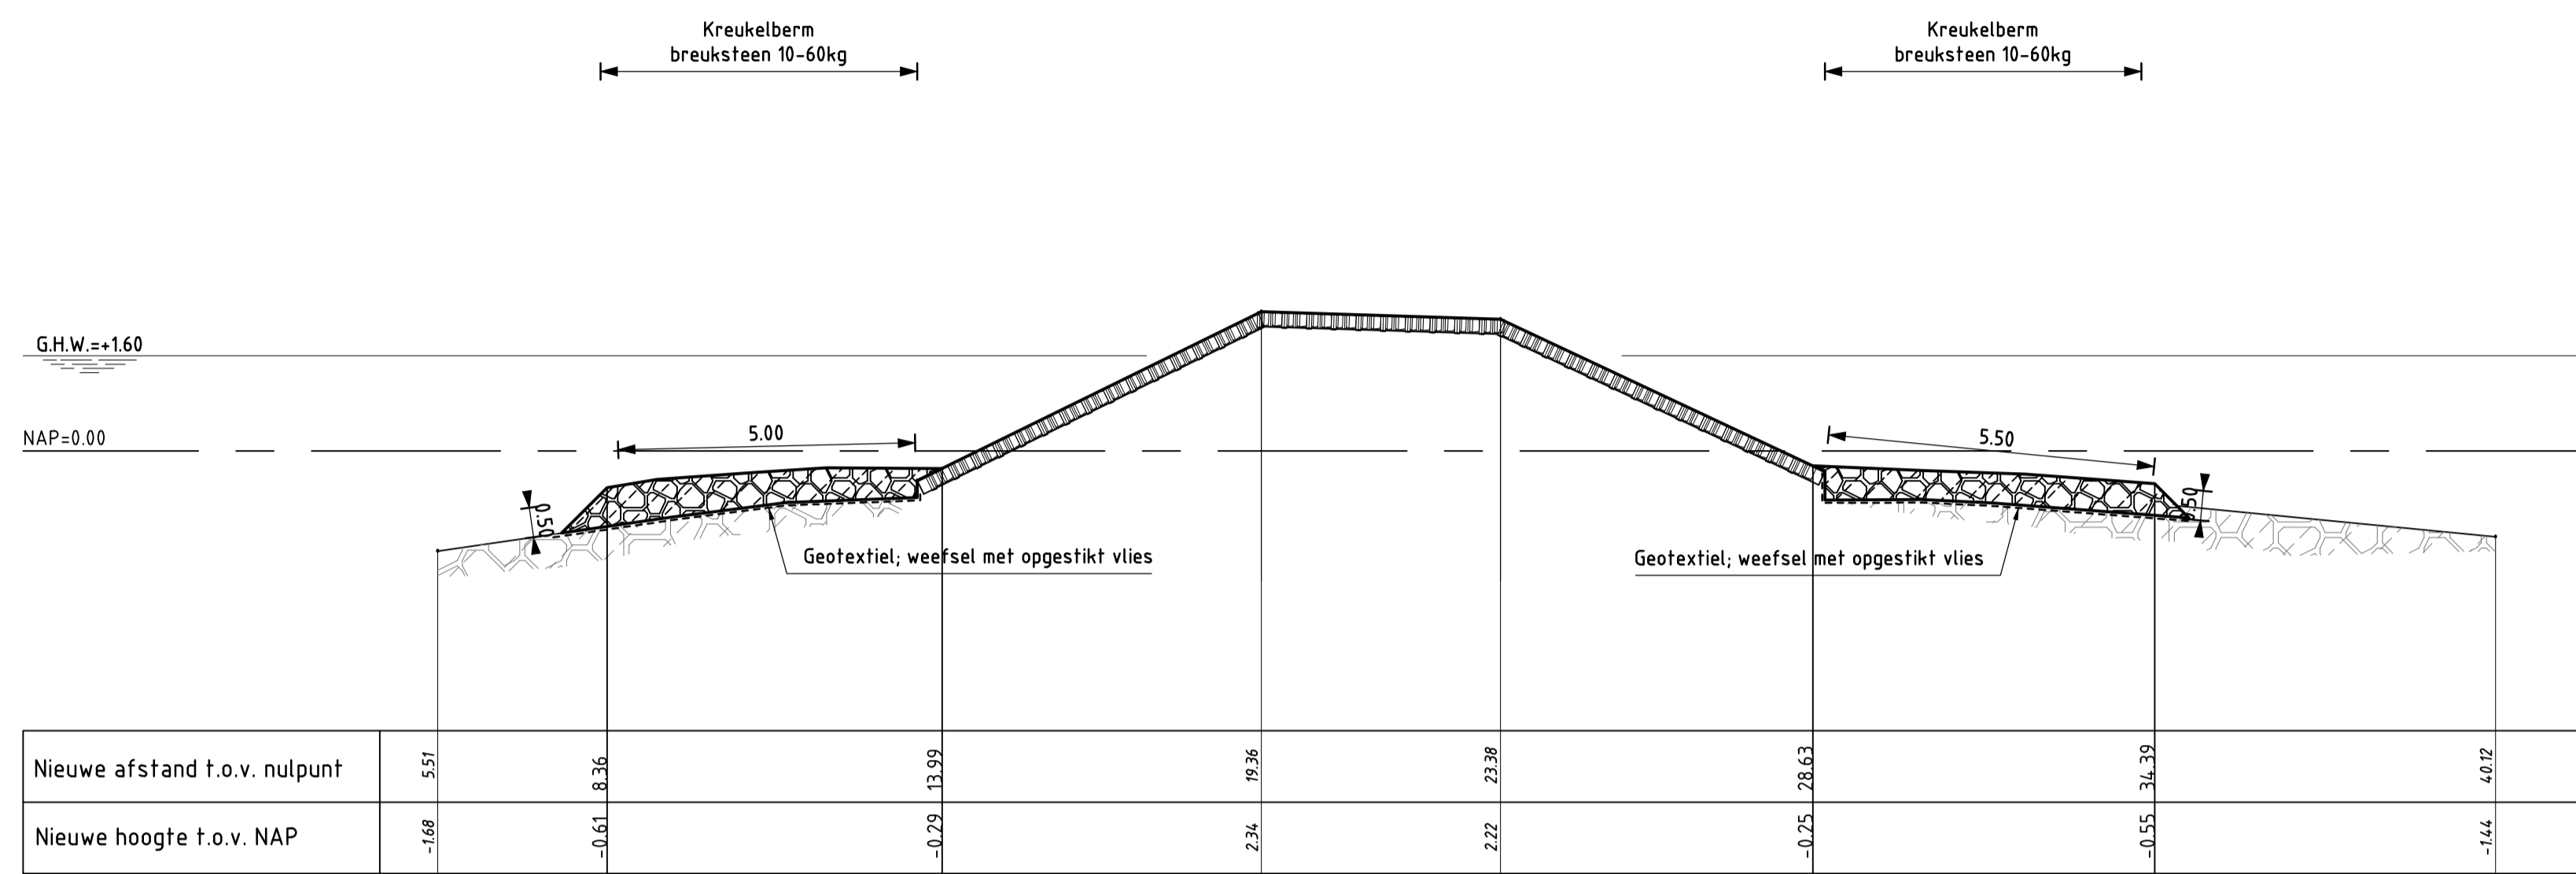 Kreukelberm
breuksteen 10-60kg
Kreukelberm
breuksteen 10-60kg
G.H.W.=+1.60
NAP=0.00
5.00
5.50
0.50
0.50
Geotextiel; weefsel met opgestikt vlies
Geotextiel; weefsel met opgestikt vlies
Nieuwe afstand t.o.v. nulpunt 5.51 8.36 13.99 19.36 23.38 28.63 34.39 40.12
Nieuwe hoogte t.o.v. NAP -1.68 -0.61 -0.29 2.34 2.22 -0.25 -0.55 -1.44